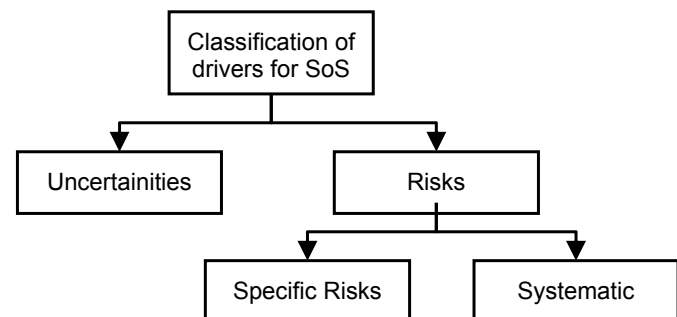 Classification of
drivers for SoS
Uncertainities
Risks
Specific Risks
Systematic